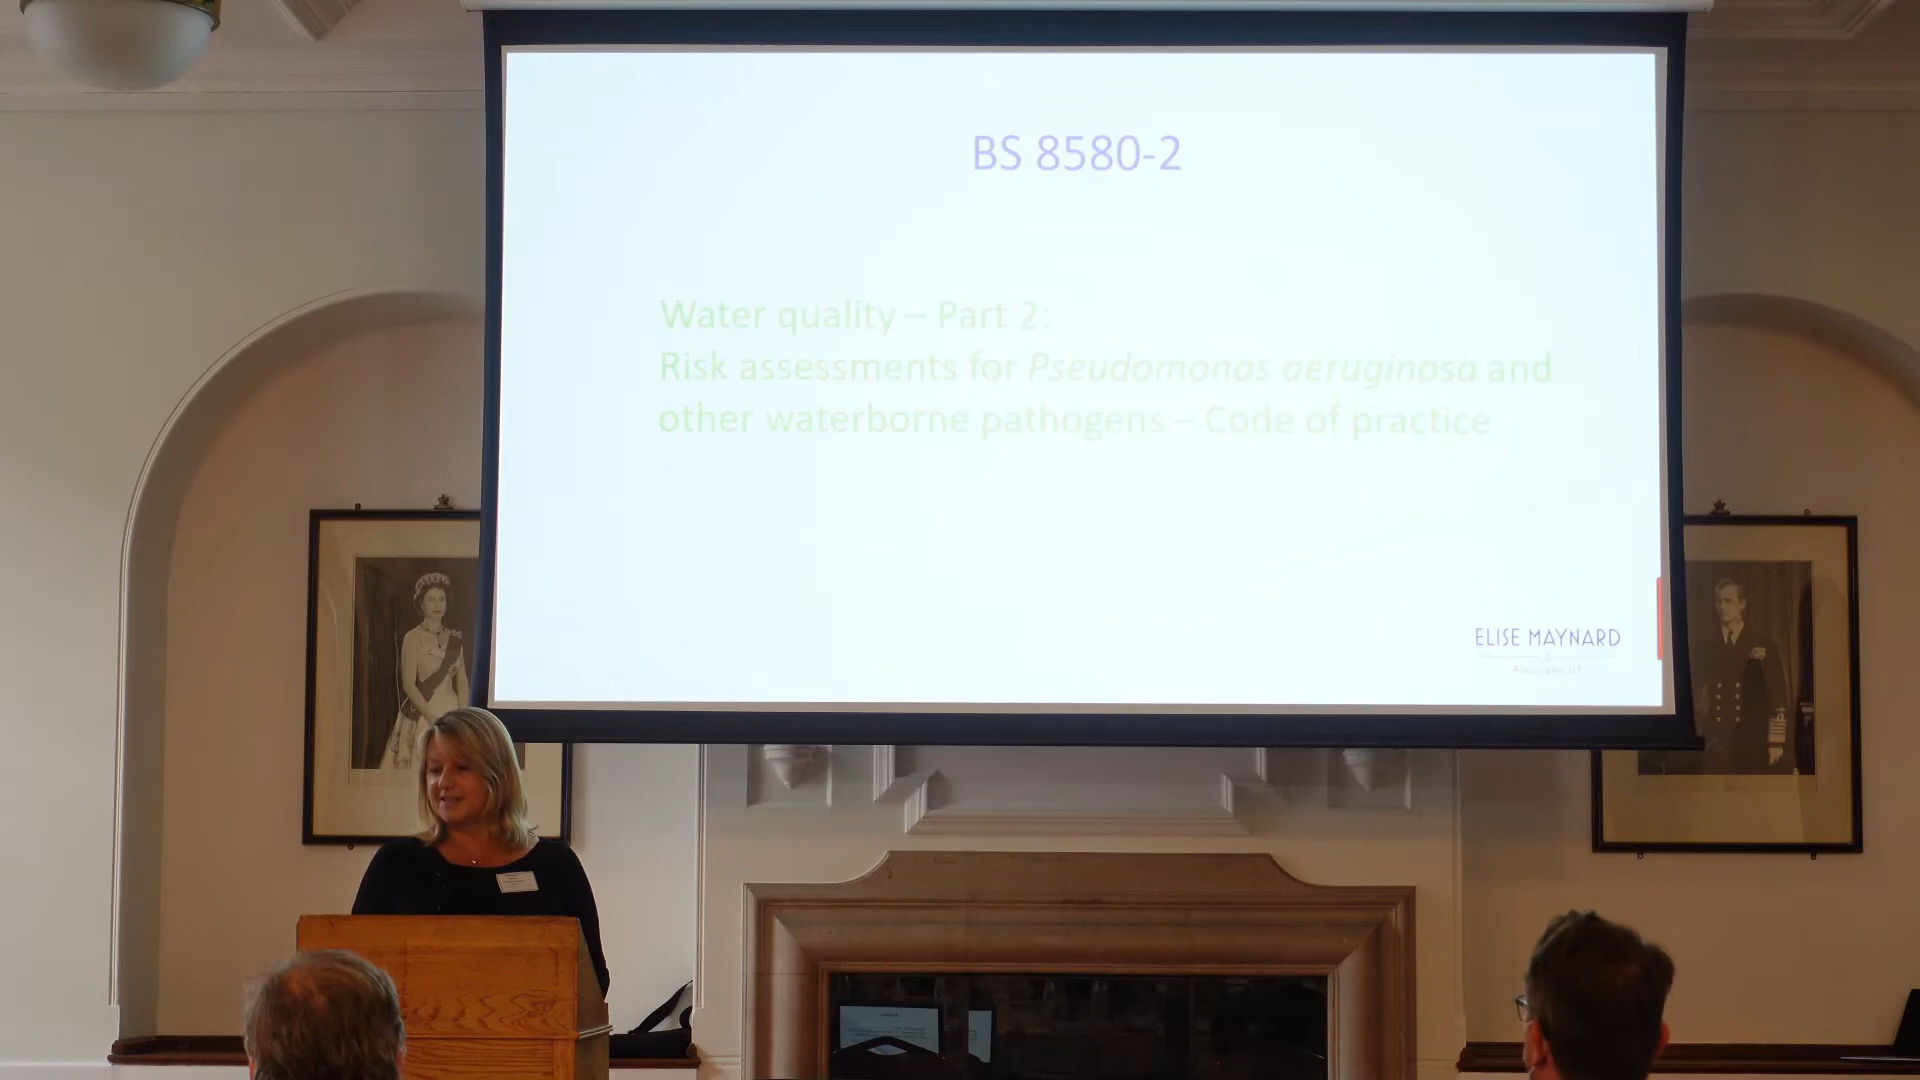 BS 8580-2
Water quality – Part 2:
Risk assessments for Pseudomonas aeruginosa and
other waterborne pathogens – Code of practice
ELISE MAYNARD